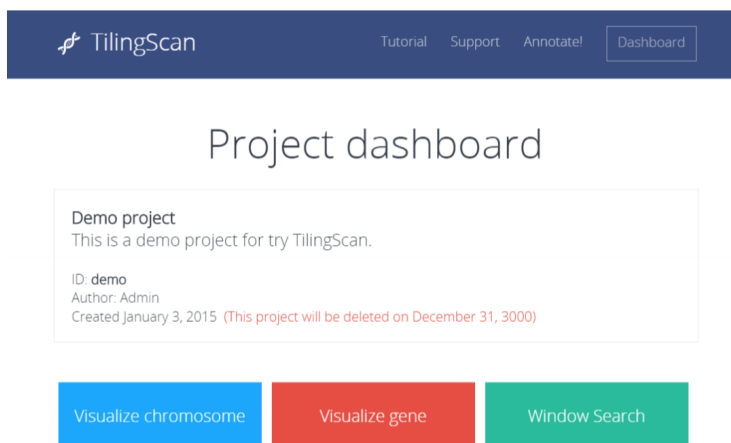 TilingScan
Tutorial Support Annotate! Dashboard
Project dashboard
Demo project
This is a demo project for try TilingScan.
ID: demo
Author: Admin
Created January 3, 2015 (This project will be deleted on December 31, 3000)
Visualize chromosome
Visualize gene
Window Search